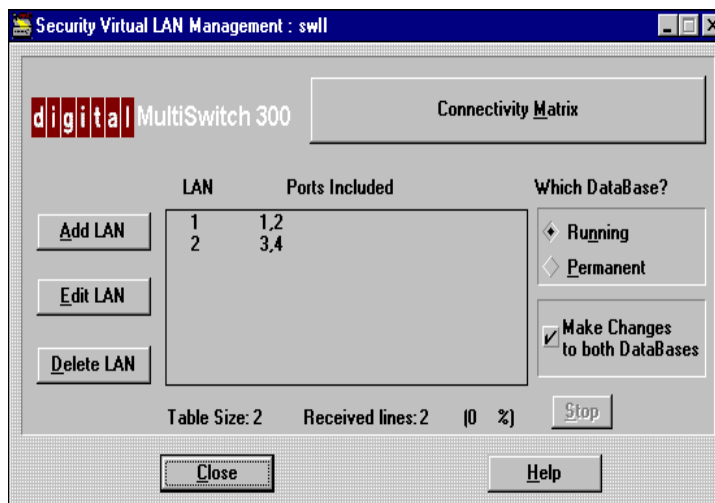 Security Virtual LAN Management : swll
digital MultiSwitch 300
Connectivity Matrix
LAN Ports Included
Which DataBase?
Add LAN
Edit LAN
Delete LAN
1 1,2
2 3,4
Running
Permanent
Make Changes
to both DataBases
Table Size: 2 Received lines: 2 (0 %)
Stop
Close
Help